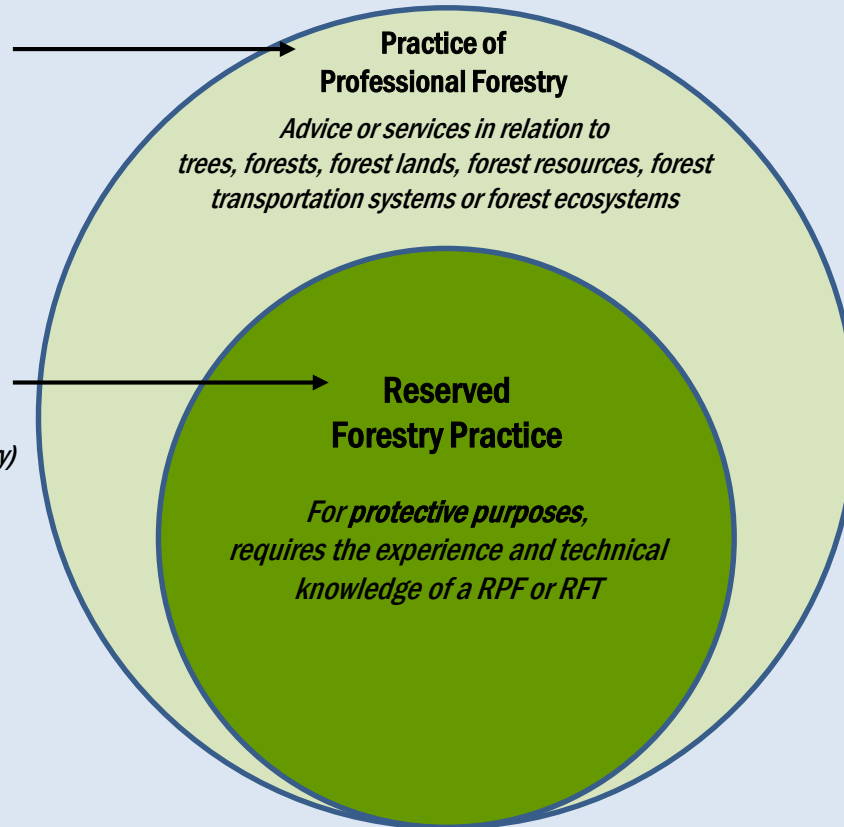 Practice of
Professional Forestry
Advice or services in relation to
trees, forests, forest lands, forest resources, forest
transportation systems or forest ecosystems
Reserved
Forestry Practice
y)
For protective purposes,
requires the experience and technical
knowledge of a RPF or RFT